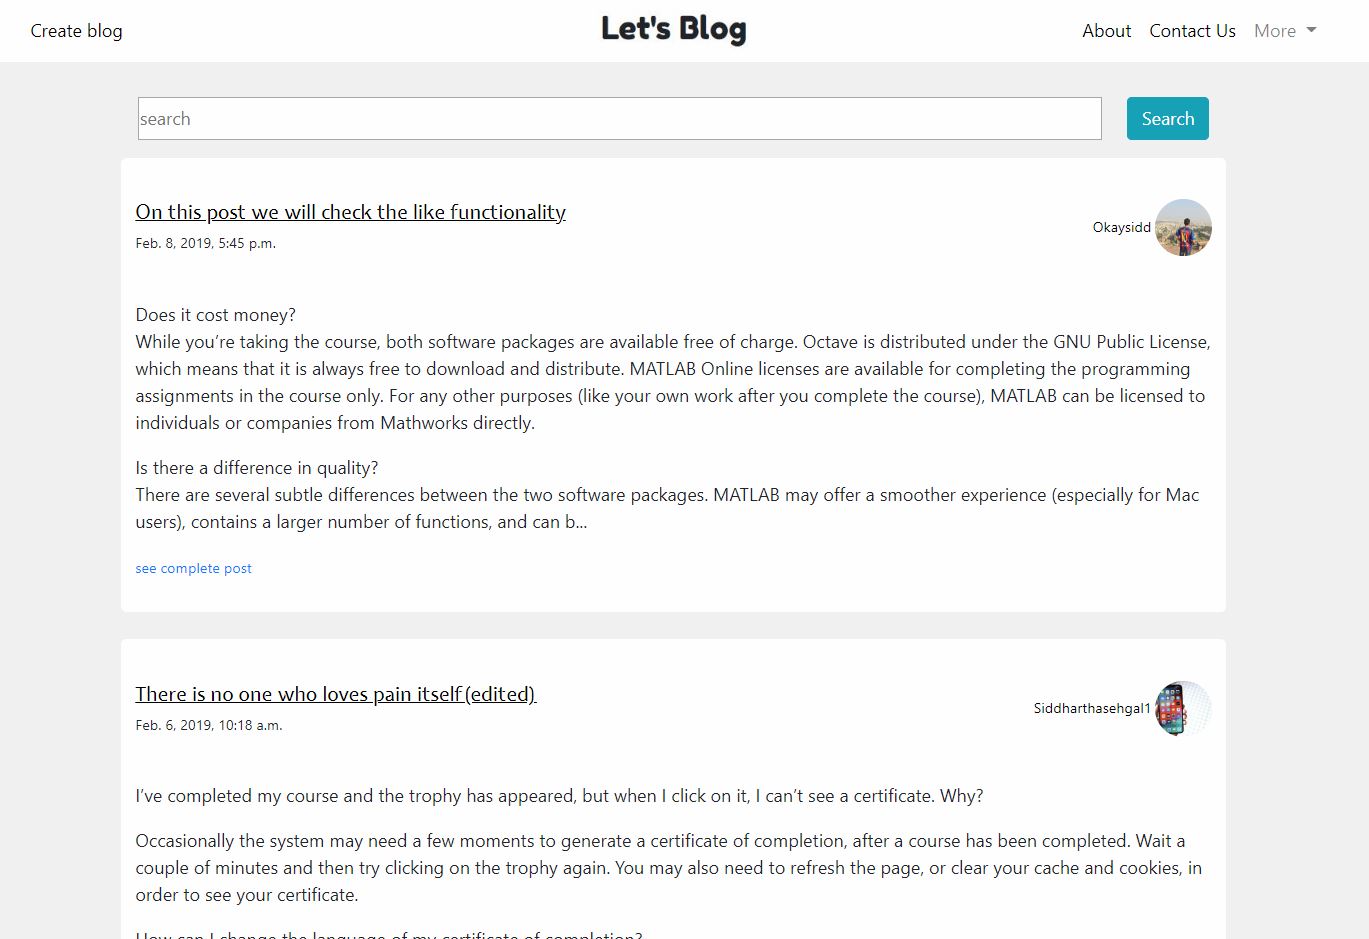 Create blog
Let's Blog
About
Contact Us
More
search
Search
On this post we will check the like functionality
Feb. 8, 2019, 5:45 p.m.
Okaysidd
Does it cost money?
While you’re taking the course, both software packages are available free of charge. Octave is distributed under the GNU Public License,
which means that it is always free to download and distribute. MATLAB Online licenses are available for completing the programming
assignments in the course only. For any other purposes (like your own work after you complete the course), MATLAB can be licensed to
individuals or companies from Mathworks directly.
Is there a difference in quality?
There are several subtle differences between the two software packages. MATLAB may offer a smoother experience (especially for Mac
users), contains a larger number of functions, and can b...
see complete post
There is no one who loves pain itself (edited)
Feb. 6, 2019, 10:18 a.m.
Siddharthasehgal1
I’ve completed my course and the trophy has appeared, but when I click on it, I can’t see a certificate. Why?
Occasionally the system may need a few moments to generate a certificate of completion, after a course has been completed. Wait a
couple of minutes and then try clicking on the trophy again. You may also need to refresh the page, or clear your cache and cookies, in
order to see your certificate.
How can I change the language of my certificate of completion?